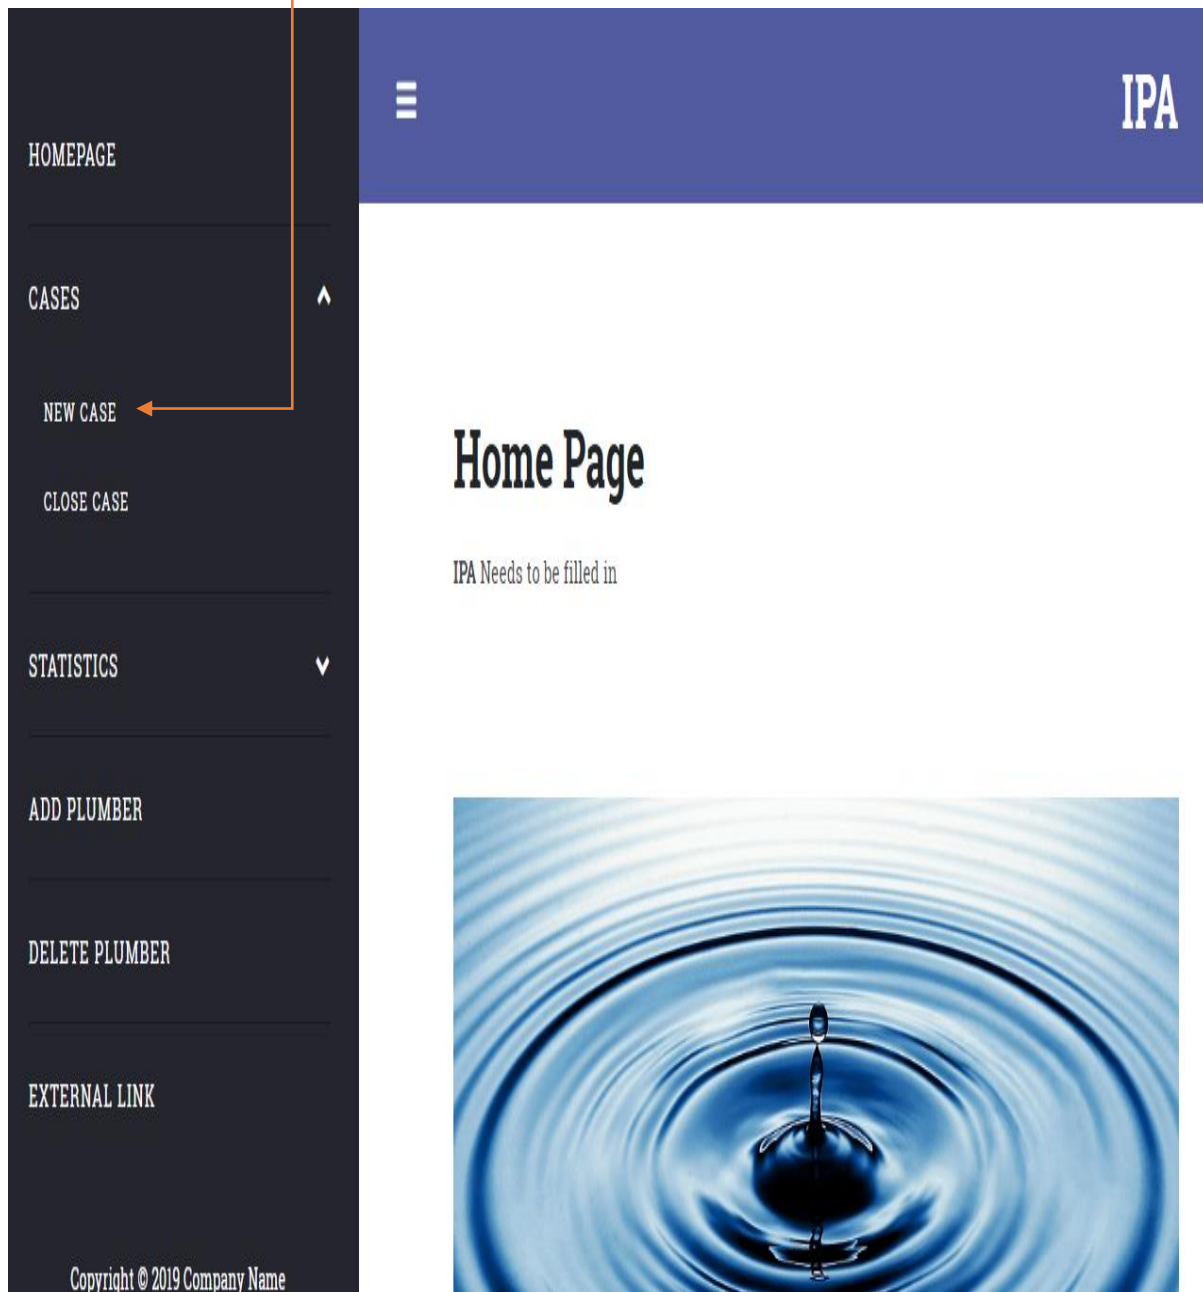 HOMEPAGE
CASES
NEW CASE
CLOSE CASE
STATISTICS
ADD PLUMBER
DELETE PLUMBER
EXTERNAL LINK
Copyright © 2019 Company Name
IPA
Home Page
IPA Needs to be filled in